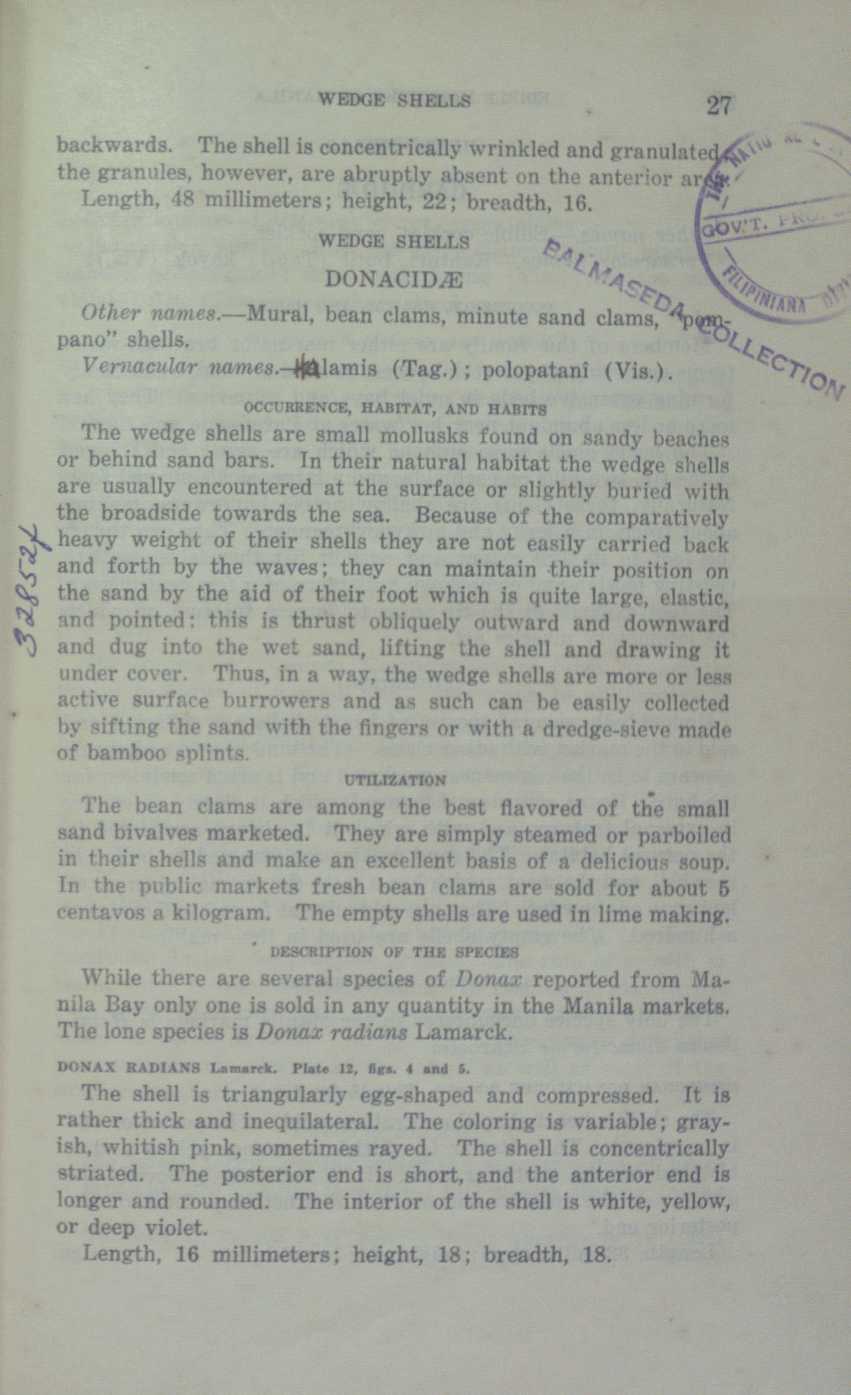 WEDGE SHELLS 27
backwards. The shell is concentrically wrinkled and granulated
the granules, however, are abruptly absent on the anterior area.
Length, 48 millimeters; height, 22; breadth, 16.
WEDGE SHELLS
DONACIDÆ
Other names.—Mural, bean clams, minute sand clams, "pom-
pano" shells.
Vernacular names.—Halamis (Tag.); polopatanî (Vis.).
OCCURRENCE, HABITAT, AND HABITS
The wedge shells are small mollusks found on sandy beaches
or behind sand bars. In their natural habitat the wedge shells
are usually encountered at the surface or slightly buried with
the broadside towards the sea. Because of the comparatively
heavy weight of their shells they are not easily carried back
and forth by the waves; they can maintain their position on
the sand by the aid of their foot which is quite large, elastic,
and pointed: this is thrust obliquely outward and downward
and dug into the wet sand, lifting the shell and drawing it
under cover. Thus, in a way, the wedge shells are more or less
active surface burrowers and as such can be easily collected
by sifting the sand with the fingers or with a dredge-sieve made
of bamboo splints.
UTILIZATION
The bean clams are among the best flavored of the small
sand bivalves marketed. They are simply steamed or parboiled
in their shells and make an excellent basis of a delicious soup.
In the public markets fresh bean clams are sold for about 5
centavos a kilogram. The empty shells are used in lime making.
DESCRIPTION OF THE SPECIES
While there are several species of Donax reported from Ma-
nila Bay only one is sold in any quantity in the Manila markets.
The lone species is Donax radians Lamarck.
DONAX RADIANS Lamarck. Plate 12, figs. 4 and 5.
The shell is triangularly egg-shaped and compressed. It is
rather thick and inequilateral. The coloring is variable; gray-
ish, whitish pink, sometimes rayed. The shell is concentrically
striated. The posterior end is short, and the anterior end is
longer and rounded. The interior of the shell is white, yellow,
or deep violet.
Length, 16 millimeters; height, 18; breadth, 18.
GOV'T.
FILIPINIANA
PALMASEDA COLLECTION